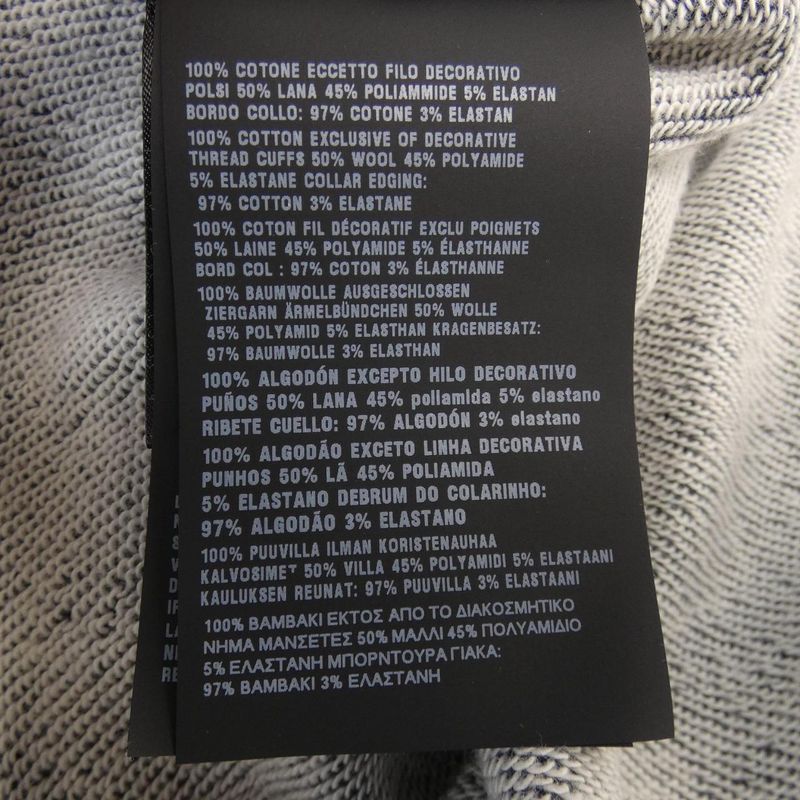 100% COTONE ECCETTO FILO DECORATIVO
POLSI 50% LANA 45% POLIAMMIDE 5% ELASTAN
BORDO COLLO: 97% COTONE 3% ELASTAN
100% COTTON EXCLUSIVE OF DECORATIVE
THREAD CUFFS 50% WOOL 45% POLYAMIDE
5% ELASTANE COLLAR EDGING:
97% COTTON 3% ELASTANE
100% COTON FIL DÉCORATIF EXCLU POIGNETS
50% LAINE 45% POLYAMIDE 5% ÉLASTHANNE
BORD COL : 97% COTON 3% ÉLASTHANNE
100% BAUMWOLLE AUSGESCHLOSSEN
ZIERGARN ÄRMELBÜNDCHEN 50% WOLLE
45% POLYAMID 5% ELASTHAN KRAGENBESATZ:
97% BAUMWOLLE 3% ELASTHAN
100% ALGODÓN EXCEPTO HILO DECORATIVO
PUÑOS 50% LANA 45% poliamida 5% elastano
RIBETE CUELLO: 97% ALGODÓN 3% elastano
100% ALGODÃO EXCETO LINHA DECORATIVA
PUNHOS 50% LÃ 45% POLIAMIDA
5% ELASTANO DEBRUM DO COLARINHO:
97% ALGODÃO 3% ELASTANO
100% PUUVILLA ILMAN KORISTENAUHAA
KALVOSIMET 50% VILLA 45% POLYAMIDI 5% ELASTAANI
KAULUKSEN REUNAT: 97% PUUVILLA 3% ELASTAANI
100% ΒΑΜΒΑΚΙ ΕΚΤΟΣ ΑΠΟ ΤΟ ΔΙΑΚΟΣΜΗΤΙΚΟ
ΝΗΜΑ ΜΑΝΣΕΤΕΣ 50% ΜΑΛΛΙ 45% ΠΟΛΥΑΜΙΔΙΟ
5% ΕΛΑΣΤΑΝΗ ΜΠΟΡΝΤΟΥΡΑ ΓΙΑΚΑ:
97% ΒΑΜΒΑΚΙ 3% ΕΛΑΣΤΑΝΗ